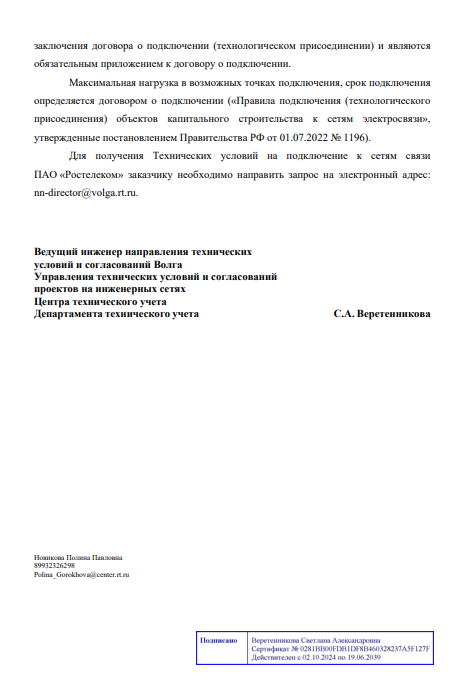 заключения договора о подключении (технологическом присоединении) и являются
обязательным приложением к договору о подключении.
Максимальная нагрузка в возможных точках подключения, срок подключения
определяется договором о подключении («Правила подключения (технологического
присоединения) объектов капитального строительства к сетям электросвязи»,
утвержденные постановлением Правительства РФ от 01.07.2022 № 1196).
Для получения Технических условий на подключение к сетям связи
ПАО «Ростелеком» заказчику необходимо направить запрос на электронный адрес:
nn-director@volga.rt.ru.
Ведущий инженер направления технических
условий и согласований Волга
Управления технических условий и согласований
проектов на инженерных сетях
Центра технического учета
Департамента технического учета С.А. Веретенникова
Новикова Полина Павловна
89932326298
Polina_Gorokhova@center.rt.ru
Подписано Веретенникова Светлана Александровна
Сертификат № 0281BB00FDB1DF8B460328237A5F127F
Действителен с 02.10.2024 по 19.06.2039